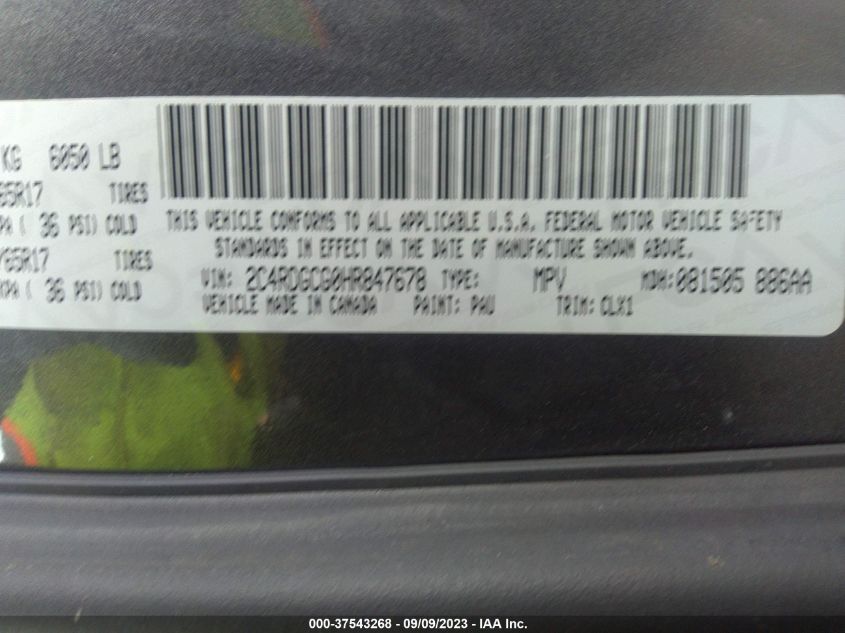 KG 6050 LB
65R17 TIRES
PA ( 36 PSI) COLD
65R17 TIRES
KPA ( 36 PSI) COLD
THIS VEHICLE CONFORMS TO ALL APPLICABLE U.S.A. FEDERAL MOTOR VEHICLE SAFETY
STANDARDS IN EFFECT ON THE DATE OF MANUFACTURE SHOWN ABOVE.
VIN: 2C4RDGCG0HR847678 TYPE: MPV MDH:081505 886AA
VEHICLE MADE IN CANADA PAINT: PAU TRIM: CLX1
000-37543268 - 09/09/2023 - IAA Inc.